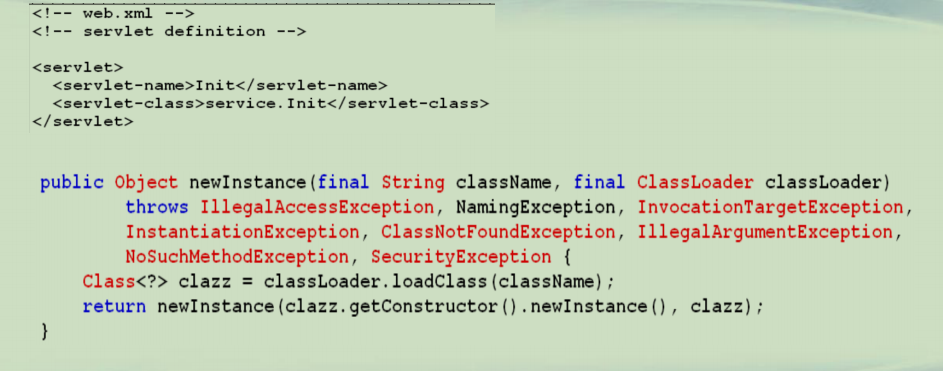 <!-- web.xml -->
<!-- servlet definition -->
<servlet>
<servlet-name>Init</servlet-name>
<servlet-class>service.Init</servlet-class>
</servlet>
public Object newInstance(final String className, final ClassLoader classLoader)
throws IllegalAccessException, NamingException, InvocationTargetException,
InstantiationException, ClassNotFoundException, IllegalArgumentException,
NoSuchMethodException, SecurityException {
Class<?> clazz = classLoader.loadClass(className);
return newInstance(clazz.getConstructor().newInstance(), clazz);
}